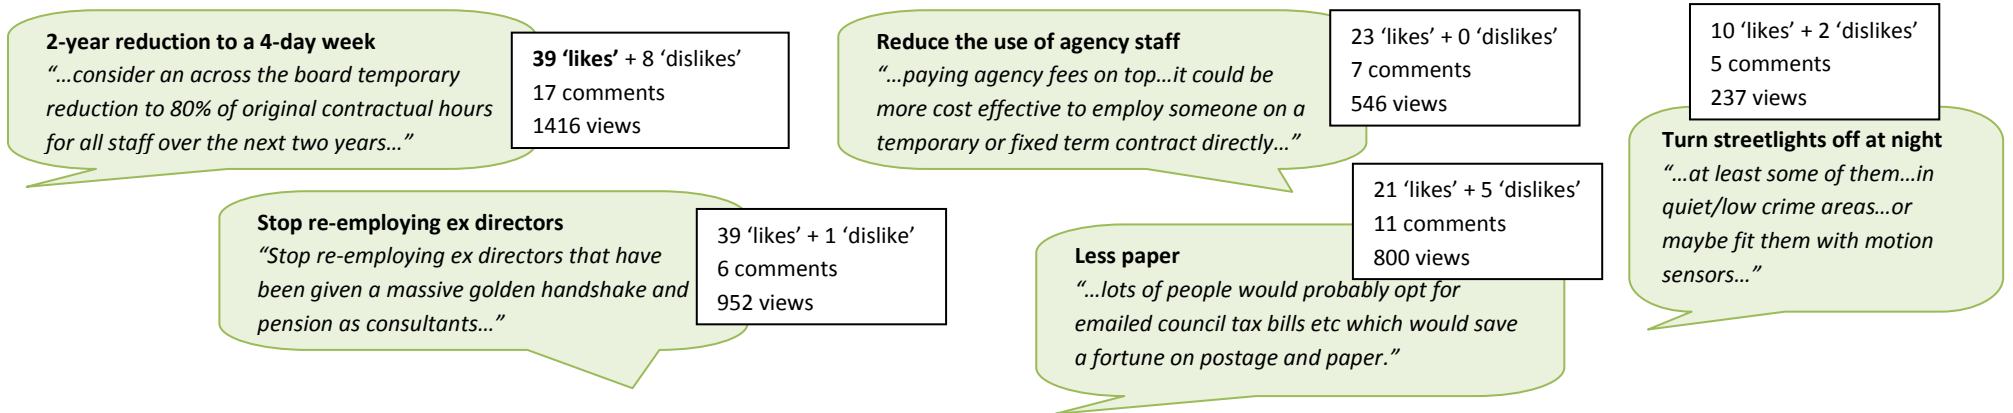 2-year reduction to a 4-day week
“…consider an across the board temporary
reduction to 80% of original contractual hours
for all staff over the next two years…”
39 ‘likes’ + 8 ‘dislikes’
17 comments
1416 views
Stop re-employing ex directors
“Stop re-employing ex directors that have
been given a massive golden handshake and
pension as consultants…”
39 ‘likes’ + 1 ‘dislike’
6 comments
952 views
Reduce the use of agency staff
“…paying agency fees on top…it could be
more cost effective to employ someone on a
temporary or fixed term contract directly…”
23 ‘likes’ + 0 ‘dislikes’
7 comments
546 views
Less paper
“…lots of people would probably opt for
emailed council tax bills etc which would save
a fortune on postage and paper.”
21 ‘likes’ + 5 ‘dislikes’
11 comments
800 views
10 ‘likes’ + 2 ‘dislikes’
5 comments
237 views
Turn streetlights off at night
“…at least some of them…in
quiet/low crime areas…or
maybe fit them with motion
sensors…”